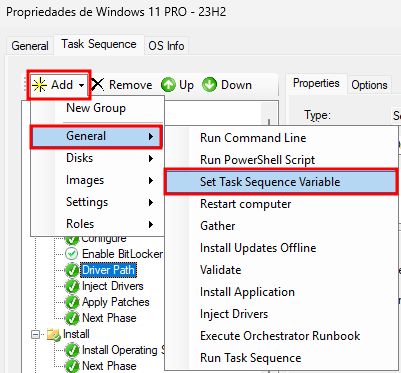 Propriedades de Windows 11 PRO - 23H2
General Task Sequence OS Info
Add Remove Up Down
Properties Options
New Group
Type:
General
Disks
Images
Settings
Roles
Run Command Line
Run PowerShell Script
Set Task Sequence Variable
Restart computer
Gather
Install Updates Offline
Validate
Install Application
Inject Drivers
Execute Orchestrator Runbook
Run Task Sequence
Configure
Enable BitLocker
Driver Path
Inject Drivers
Apply Patches
Next Phase
Install
Install Operating S
Next Phase